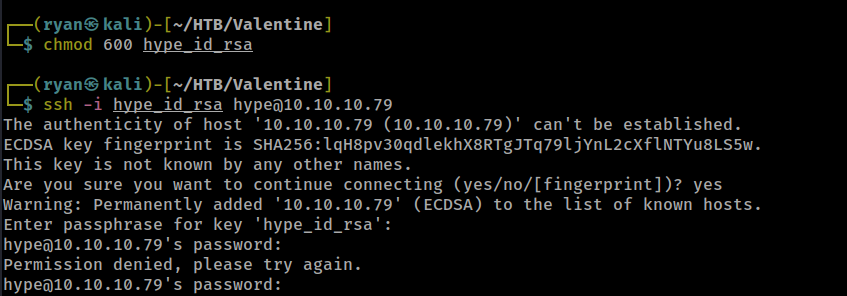 ┌──(ryan㉿kali)-[~/HTB/Valentine]
└─$ chmod 600 hype_id_rsa
┌──(ryan㉿kali)-[~/HTB/Valentine]
└─$ ssh -i hype_id_rsa hype@10.10.10.79
The authenticity of host '10.10.10.79 (10.10.10.79)' can't be established.
ECDSA key fingerprint is SHA256:lqH8pv30qdlekhX8RTgJTq79ljYnL2cXflNTYu8LS5w.
This key is not known by any other names.
Are you sure you want to continue connecting (yes/no/[fingerprint])? yes
Warning: Permanently added '10.10.10.79' (ECDSA) to the list of known hosts.
Enter passphrase for key 'hype_id_rsa':
hype@10.10.10.79's password:
Permission denied, please try again.
hype@10.10.10.79's password: